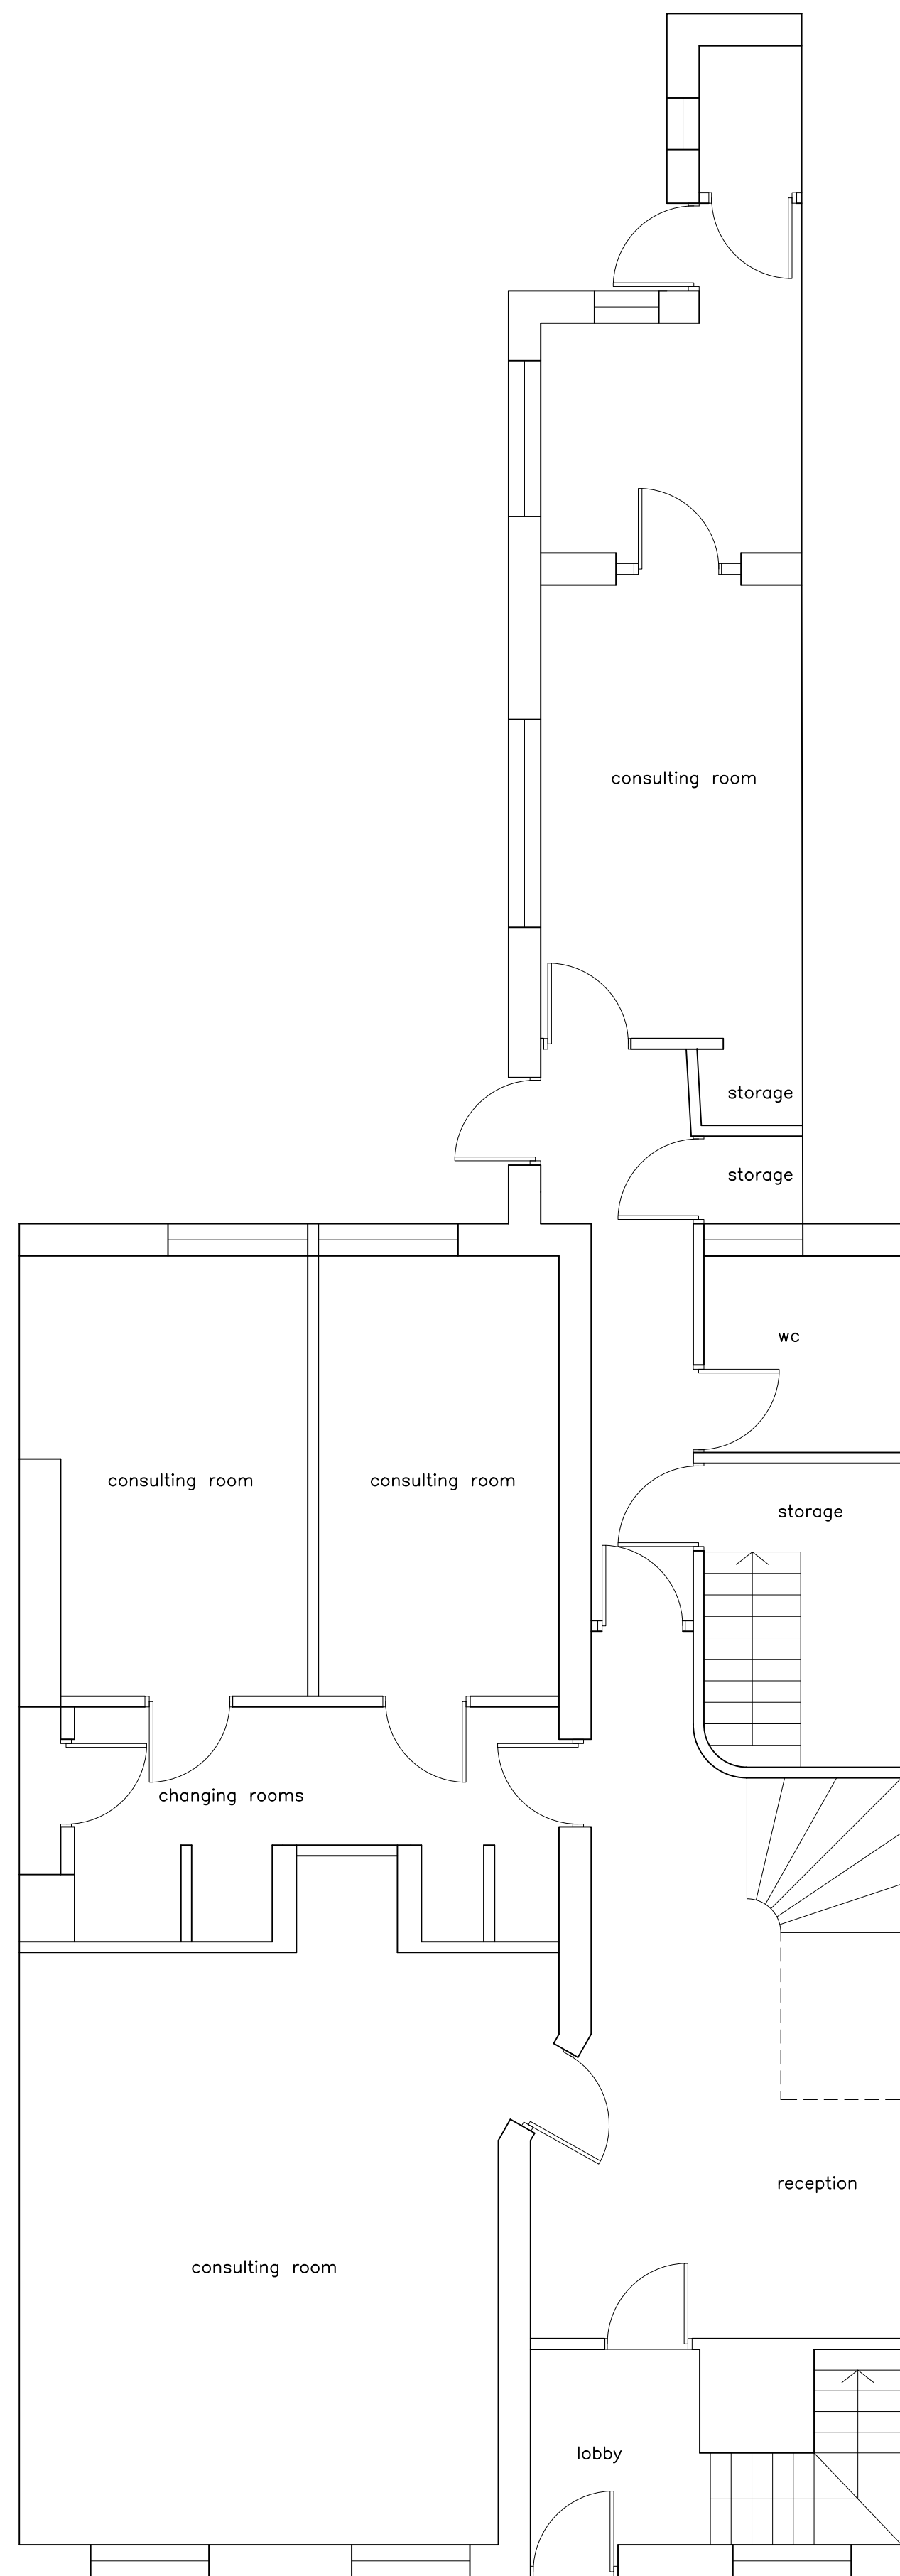 consulting room
storage
storage
wc
consulting room
consulting room
storage
changing rooms
reception
consulting room
lobby